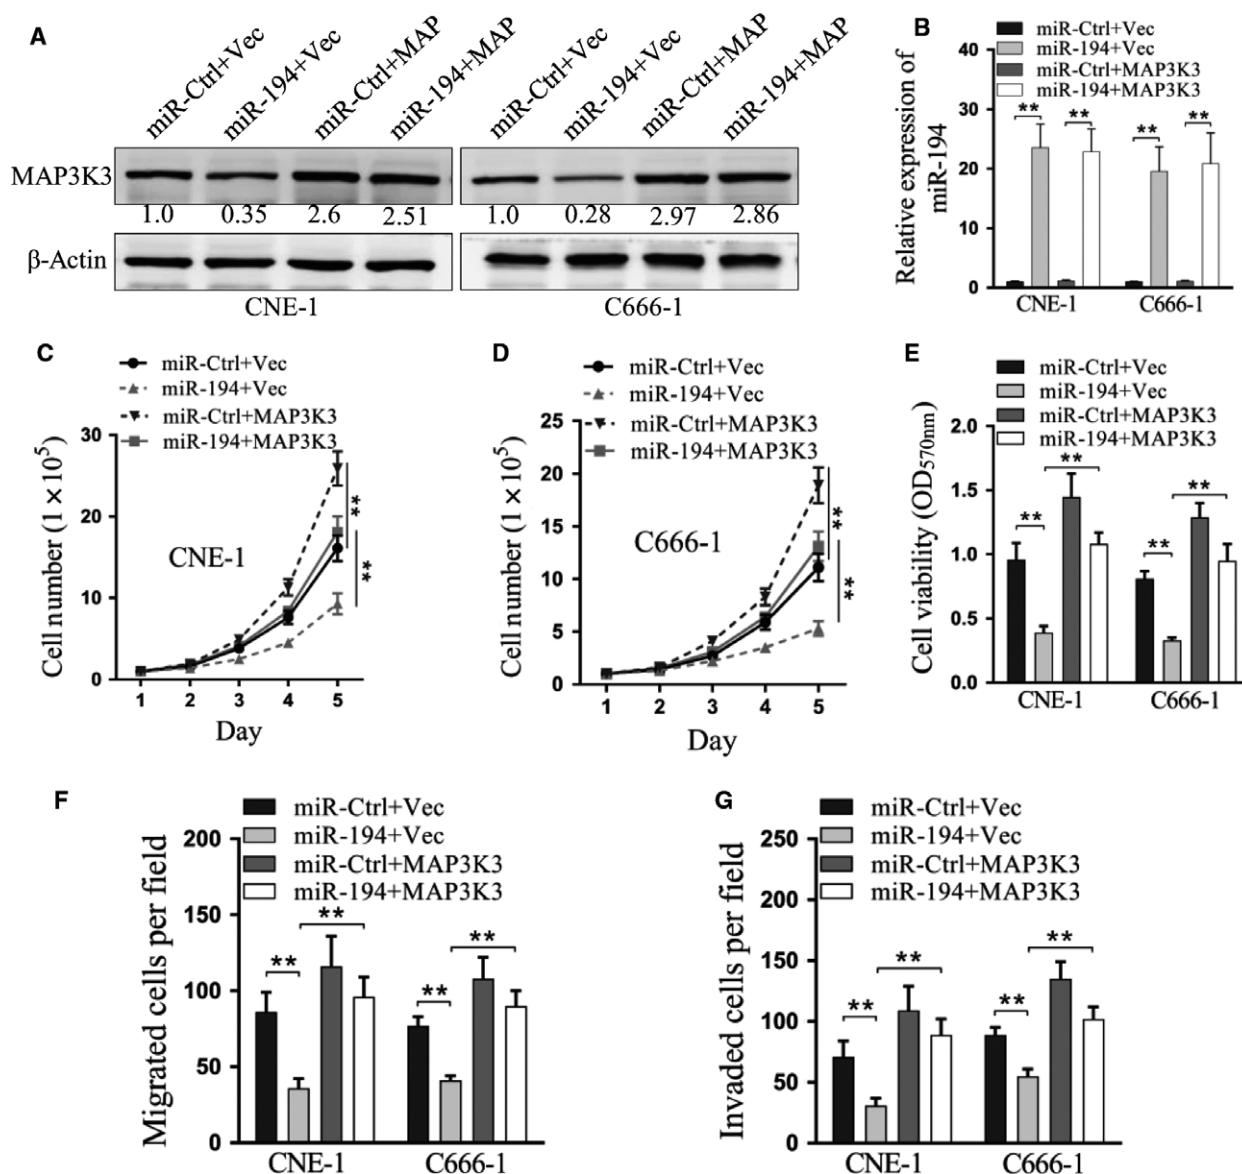 A
miR-Ctrl+Vec
miR-194+Vec
miR-Ctrl+MAP
miR-194+MAP
miR-Ctrl+Vec
miR-194+Vec
miR-Ctrl+MAP
miR-194+MAP
MAP3K3
1.0 0.35 2.6 2.51 1.0 0.28 2.97 2.86
β-Actin
CNE-1 C666-1
B
miR-Ctrl+Vec
miR-194+Vec
miR-Ctrl+MAP3K3
miR-194+MAP3K3
Relative expression of
miR-194
40
30
20
10
0
** ** ** **
CNE-1 C666-1
C
miR-Ctrl+Vec
miR-194+Vec
miR-Ctrl+MAP3K3
miR-194+MAP3K3
Cell number (1 × 10⁵)
30
20
10
0
CNE-1
**
**
1 2 3 4 5
Day
D
miR-Ctrl+Vec
miR-194+Vec
miR-Ctrl+MAP3K3
miR-194+MAP3K3
Cell number (1 × 10⁵)
25
20
15
10
5
0
C666-1
**
**
1 2 3 4 5
Day
E
miR-Ctrl+Vec
miR-194+Vec
miR-Ctrl+MAP3K3
miR-194+MAP3K3
Cell viability (OD570nm)
2.0
1.5
1.0
0.5
0.0
** ** ** **
CNE-1 C666-1
F
miR-Ctrl+Vec
miR-194+Vec
miR-Ctrl+MAP3K3
miR-194+MAP3K3
Migrated cells per field
200
150
100
50
0
** ** ** **
CNE-1 C666-1
G
miR-Ctrl+Vec
miR-194+Vec
miR-Ctrl+MAP3K3
miR-194+MAP3K3
Invaded cells per field
250
200
150
100
50
0
** ** ** **
CNE-1 C666-1